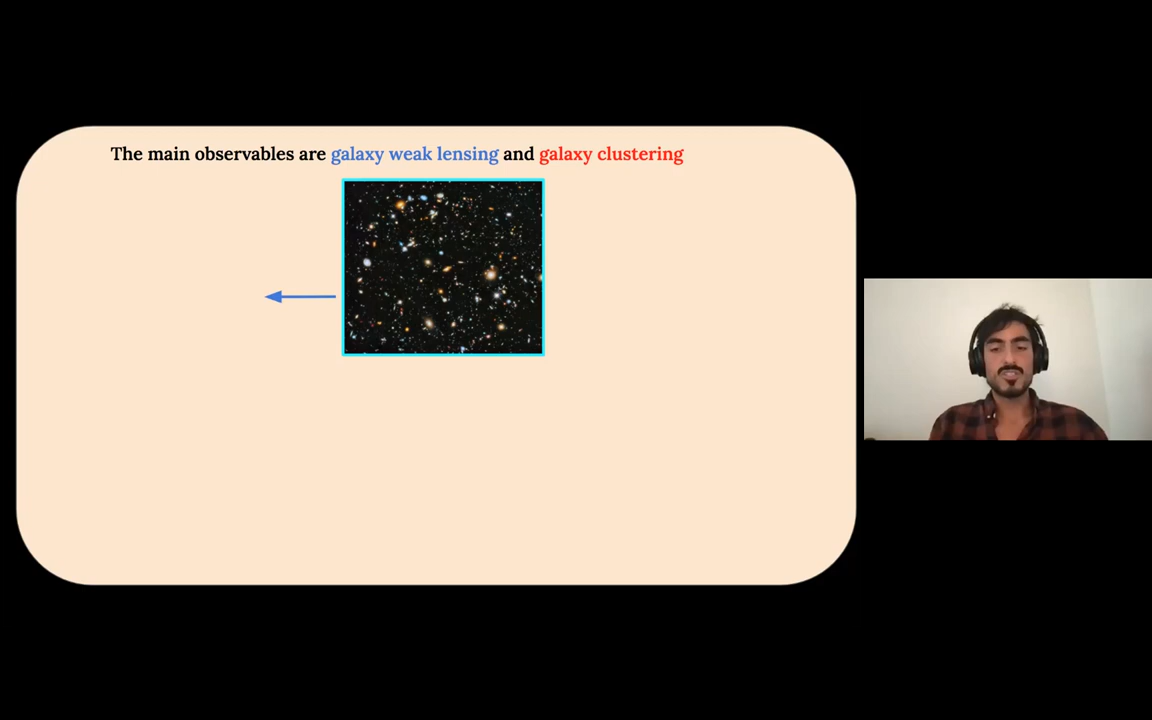 The main observables are galaxy weak lensing and galaxy clustering